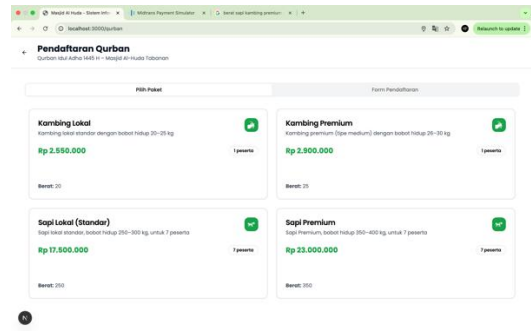 Masjid Al Huda - Sistem Info
Midtrans Payment Simulator
berat sapi kambing premium
localhost:3000/qurban
Relaunch to update
Pendaftaran Qurban
Qurban Idul Adha 1445 H - Masjid Al-Huda Tabanan
Pilih Paket
Form Pendaftaran
Kambing Lokal
Kambing lokal standar dengan bobot hidup 20-25 kg
Rp 2.550.000
1 peserta
Berat: 20
Kambing Premium
Kambing premium (tipe medium) dengan bobot hidup 26-30 kg
Rp 2.900.000
1 peserta
Berat: 25
Sapi Lokal (Standar)
Sapi lokal standar, bobot hidup 250-300 kg, untuk 7 peserta
Rp 17.500.000
7 peserta
Berat: 250
Sapi Premium
Sapi Premium, bobot hidup 350-400 kg, untuk 7 peserta
Rp 23.000.000
7 peserta
Berat: 350
N